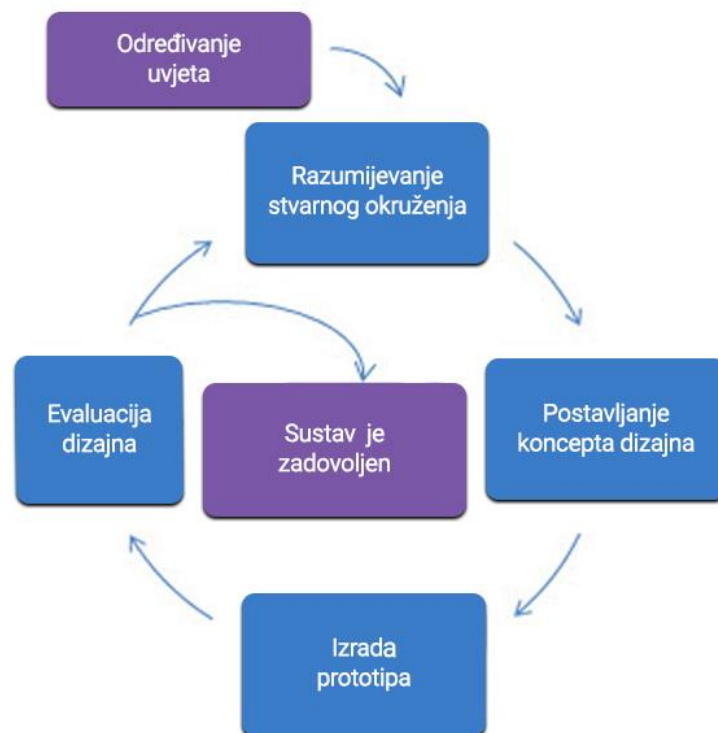 Određivanje
uvjeta
Razumijevanje
stvarnog okruženja
Postavljanje
koncepta dizajna
Izrada
prototipa
Evaluacija
dizajna
Sustav je
zadovoljen